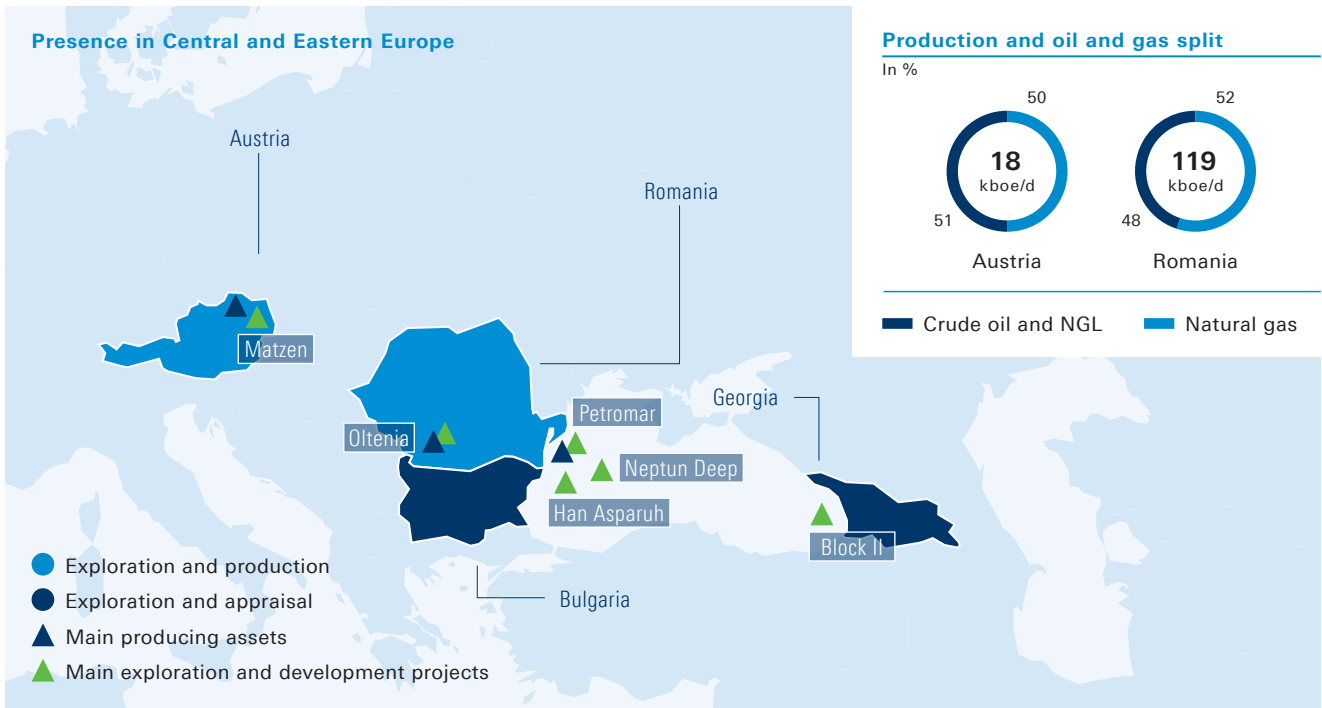 Presence in Central and Eastern Europe
Austria
Romania
Matzen
Georgia
Petromar
Oltenia
Neptun Deep
Han Asparuh
Block II
Bulgaria
Exploration and production
Exploration and appraisal
Main producing assets
Main exploration and development projects
Production and oil and gas split
In %
50
18
kboe/d
51
Austria
52
119
kboe/d
48
Romania
Crude oil and NGL
Natural gas